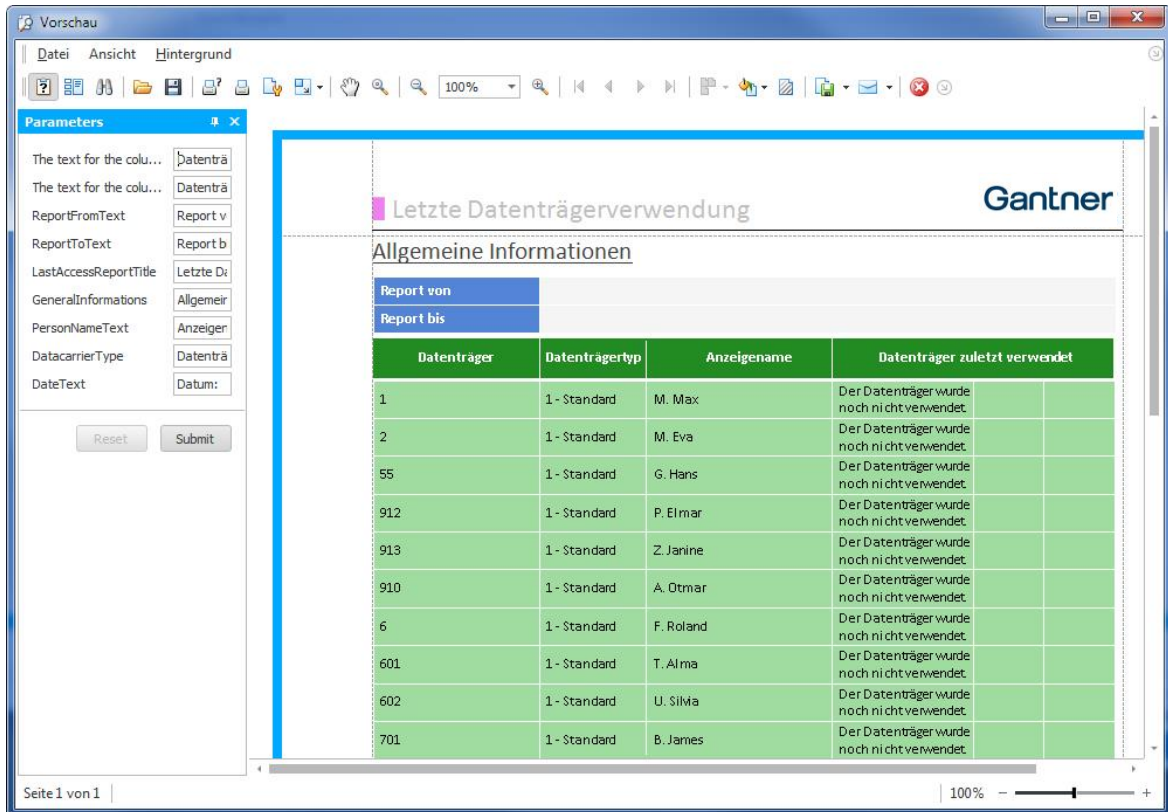 Vorschau
Datei Ansicht Hintergrund
100%
Parameters
The text for the colu... Datenträ
The text for the colu... Datenträ
ReportFromText Report v
ReportToText Report b
LastAccessReportTitle Letzte Da
GeneralInformations Allgemeir
PersonNameText Anzeigen
DatacarrierType Datenträ
DateText Datum:
Reset Submit
Letzte Datenträgerverwendung
Gantner
Allgemeine Informationen
Report von
Report bis
Datenträger Datenträgertyp Anzeigename Datenträger zuletzt verwendet
1 1 - Standard M. Max Der Datenträger wurde
noch nicht verwendet.
2 1 - Standard M. Eva Der Datenträger wurde
noch nicht verwendet.
55 1 - Standard G. Hans Der Datenträger wurde
noch nicht verwendet.
912 1 - Standard P. Elmar Der Datenträger wurde
noch nicht verwendet.
913 1 - Standard Z. Janine Der Datenträger wurde
noch nicht verwendet.
910 1 - Standard A. Otmar Der Datenträger wurde
noch nicht verwendet.
6 1 - Standard F. Roland Der Datenträger wurde
noch nicht verwendet.
601 1 - Standard T. Alma Der Datenträger wurde
noch nicht verwendet.
602 1 - Standard U. Silvia Der Datenträger wurde
noch nicht verwendet.
701 1 - Standard B. James Der Datenträger wurde
noch nicht verwendet.
Seite 1 von 1 100%